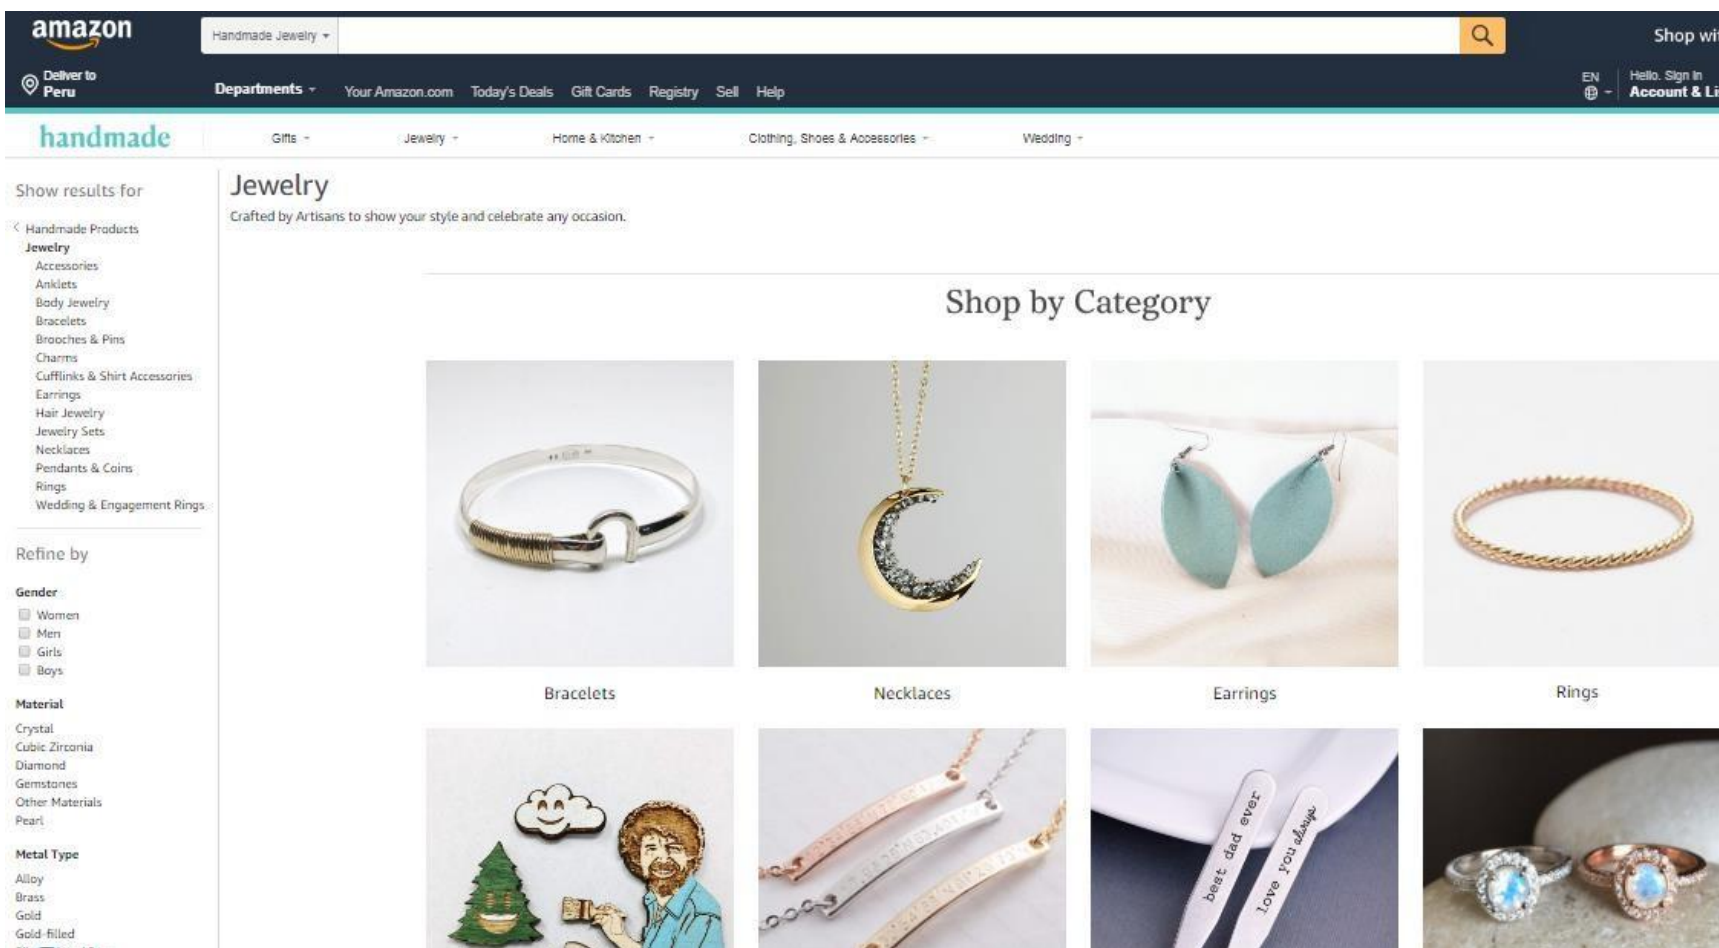 amazon
Handmade Jewelry
Shop wit
Deliver to
Peru
Departments
Your Amazon.com Today's Deals Gift Cards Registry Sell Help
EN
Hello. Sign in
Account & Li
handmade
Gifts Jewelry Home & Kitchen Clothing, Shoes & Accessories Wedding
Show results for
Handmade Products
Jewelry
Accessories
Anklets
Body Jewelry
Bracelets
Brooches & Pins
Charms
Cufflinks & Shirt Accessories
Earrings
Hair Jewelry
Jewelry Sets
Necklaces
Pendants & Coins
Rings
Wedding & Engagement Rings
Refine by
Gender
Women
Men
Girls
Boys
Material
Crystal
Cubic Zirconia
Diamond
Gemstones
Other Materials
Pearl
Metal Type
Alloy
Brass
Gold
Gold-filled
Jewelry
Crafted by Artisans to show your style and celebrate any occasion.
Shop by Category
Bracelets
Necklaces
Earrings
Rings
best dad ever
love you always